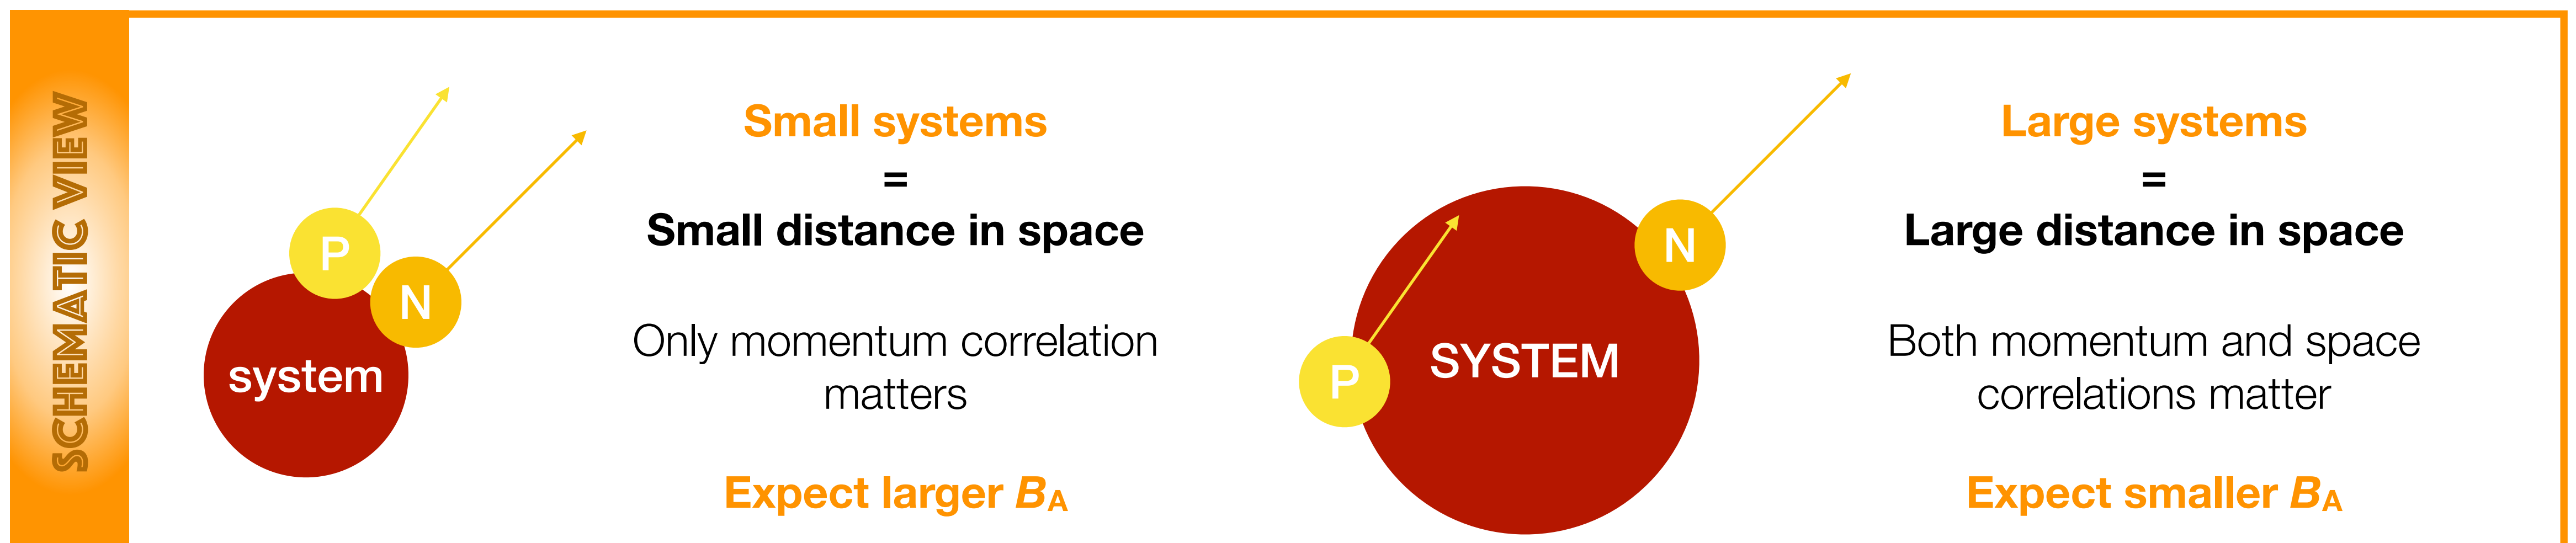 SCHEMATIC VIEW
P
N
system
Small systems
=
Small distance in space
Only momentum correlation
matters
Expect larger BA
N
P
SYSTEM
Large systems
=
Large distance in space
Both momentum and space
correlations matter
Expect smaller BA